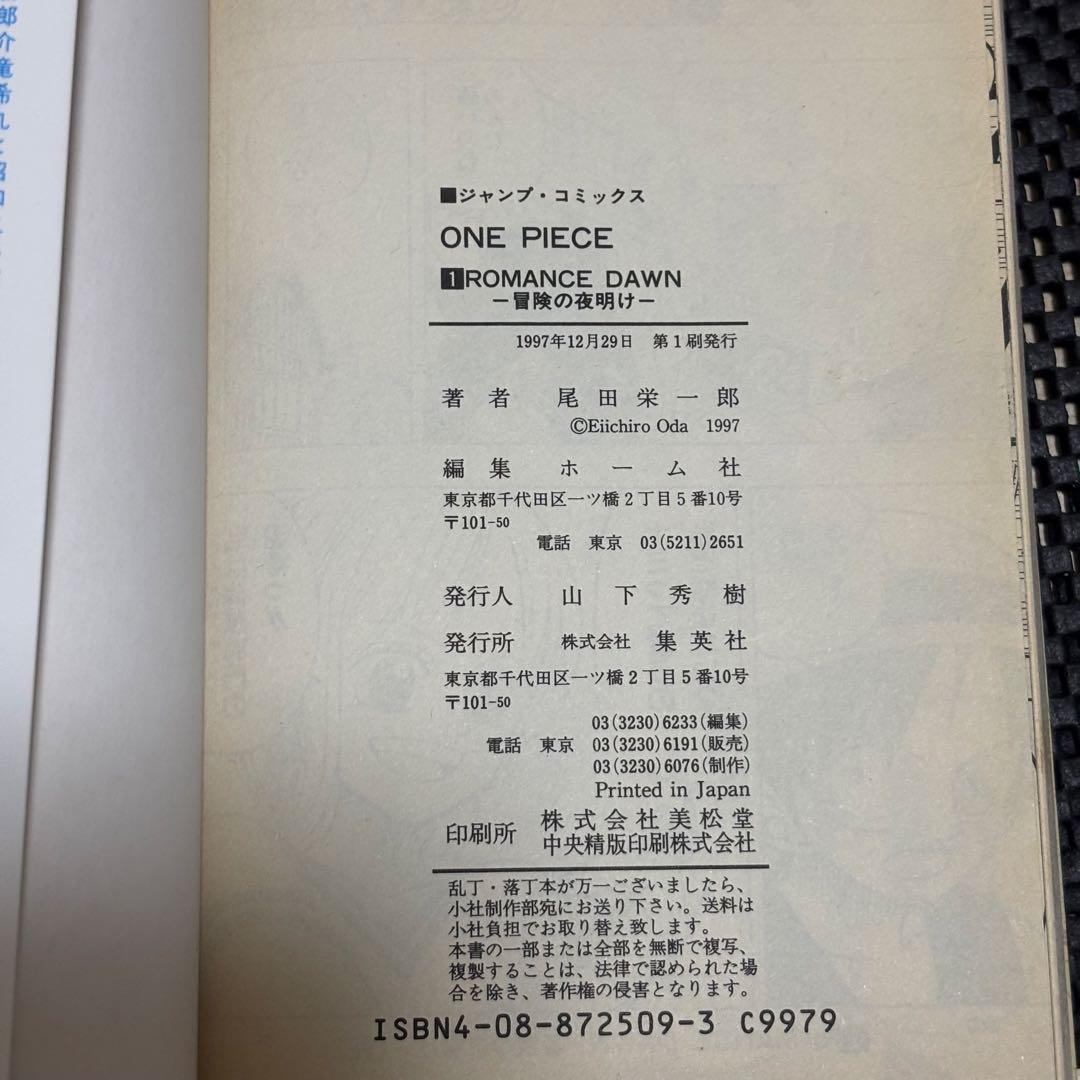 ■ジャンプ・コミックス
ONE PIECE
1 ROMANCE DAWN
ー冒険の夜明けー
1997年12月29日 第1刷発行
著者 尾田栄一郎
©Eiichiro Oda 1997
編集 ホーム社
東京都千代田区一ツ橋2丁目5番10号
〒101-50
電話 東京 03(5211)2651
発行人 山下秀樹
発行所 株式会社 集英社
東京都千代田区一ツ橋2丁目5番10号
〒101-50
03(3230)6233(編集)
電話 東京 03(3230)6191(販売)
03(3230)6076(制作)
Printed in Japan
印刷所 株式会社美松堂
中央精版印刷株式会社
乱丁・落丁本が万一ございましたら、
小社制作部宛にお送り下さい。送料は
小社負担でお取り替え致します。
本書の一部または全部を無断で複写、
複製することは、法律で認められた場
合を除き、著作権の侵害となります。
ISBN4-08-872509-3 C9979